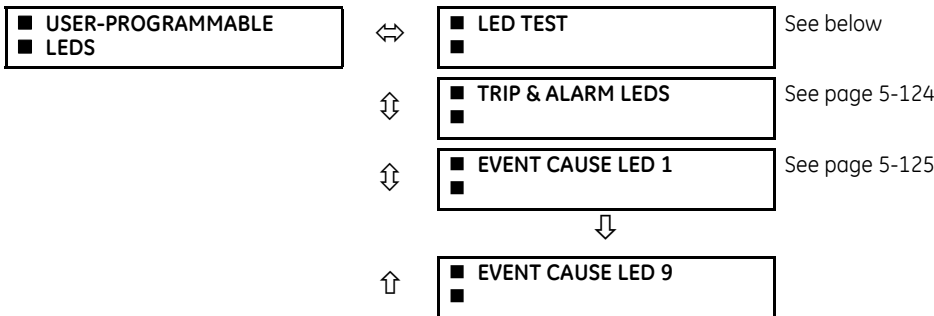 ■ USER-PROGRAMMABLE
■ LEDS
■ LED TEST
■
See below
■ TRIP & ALARM LEDS
■
See page 5-124
■ EVENT CAUSE LED 1
■
See page 5-125
■ EVENT CAUSE LED 9
■